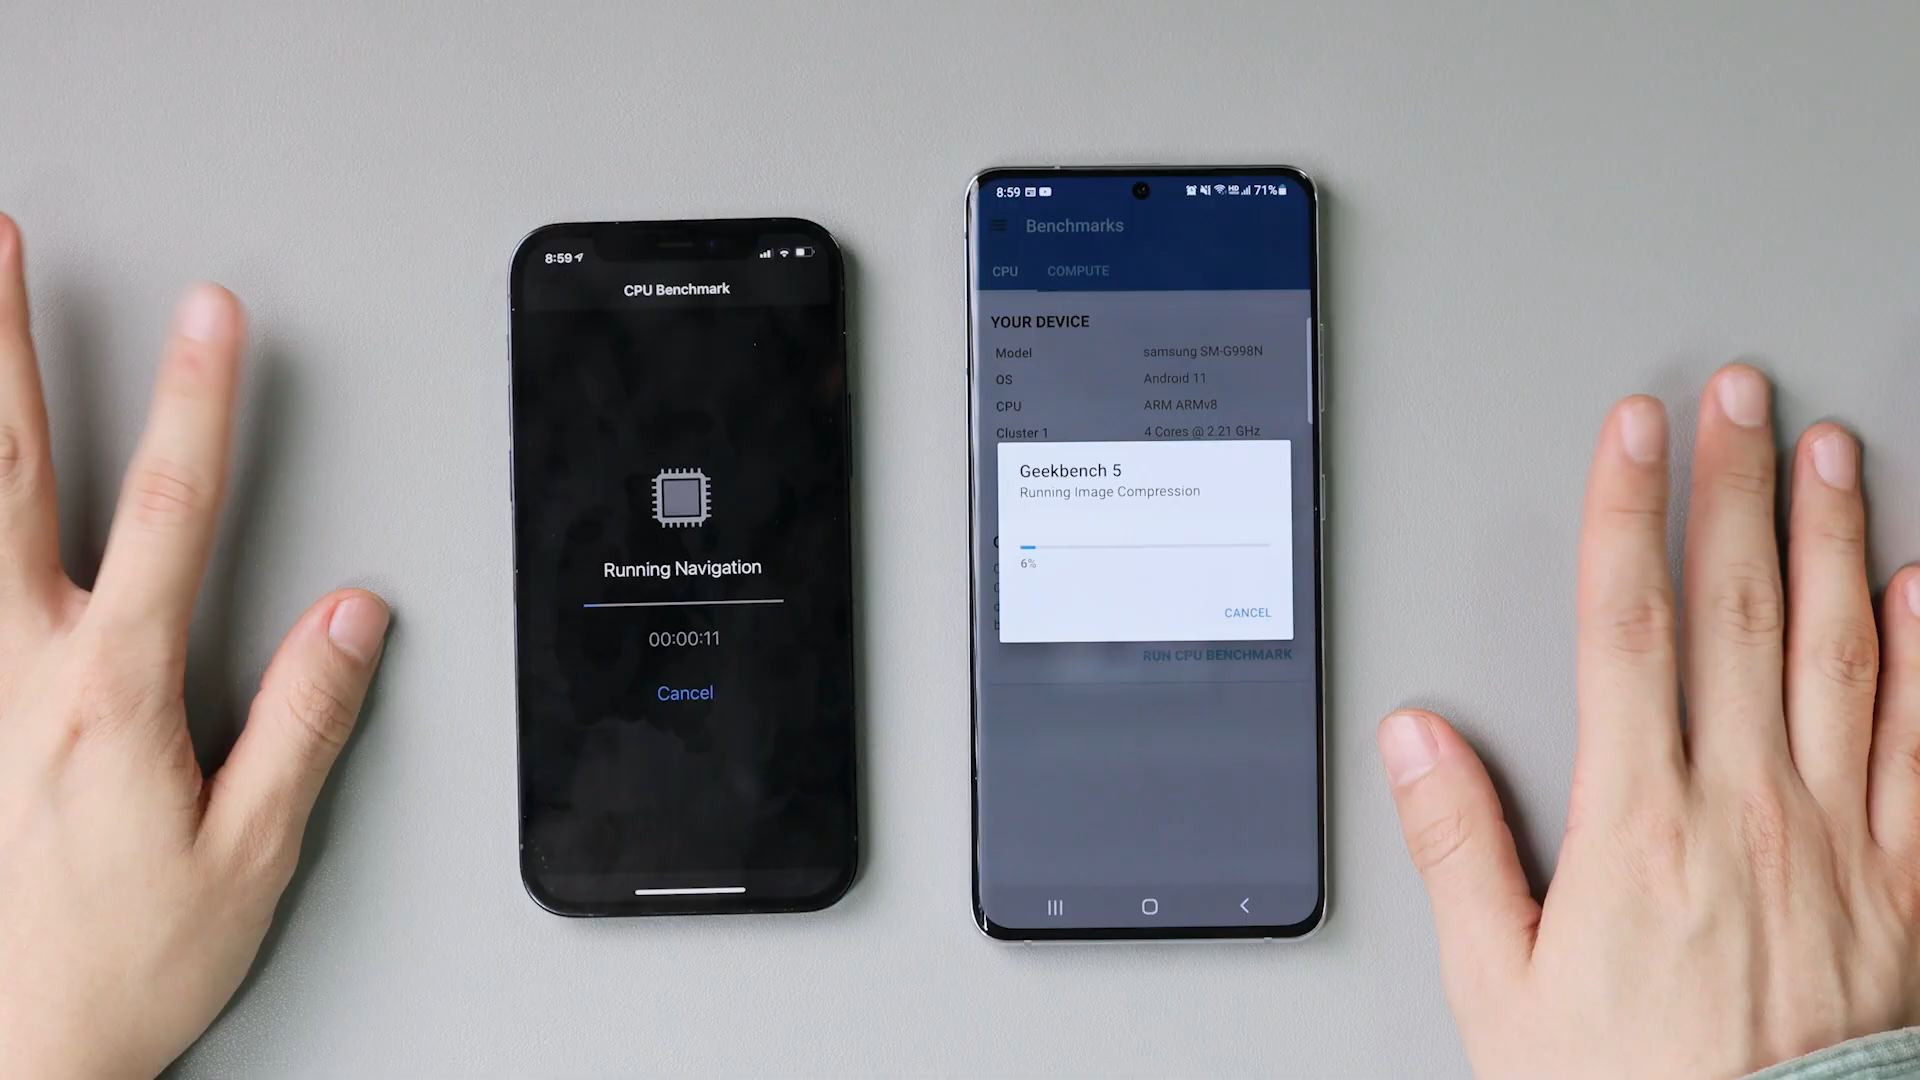 8:59
CPU Benchmark
Running Navigation
00:00:11
Cancel
8:59
HD 71%
Benchmarks
CPU COMPUTE
YOUR DEVICE
Model samsung SM-G998N
OS Android 11
CPU ARM ARMv8
Cluster 1 4 Cores @ 2.21 GHz
Geekbench 5
Running Image Compression
6%
CANCEL
RUN CPU BENCHMARK